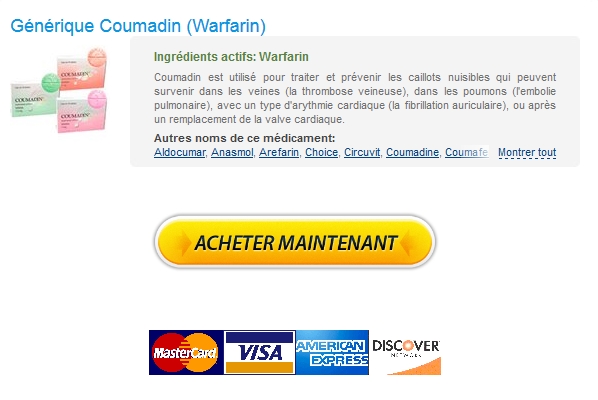 Générique Coumadin (Warfarin)
Ingrédients actifs: Warfarin
Coumadin est utilisé pour traiter et prévenir les caillots nuisibles qui peuvent
survenir dans les veines (la thrombose veineuse), dans les poumons (l'embolie
pulmonaire), avec un type d'arythmie cardiaque (la fibrillation auriculaire), ou après
un remplacement de la valve cardiaque.
Autres noms de ce médicament:
Aldocumar, Anasmol, Arefarin, Choice, Circuvit, Coumadine, Coumafe Montrer tout
COUMADIN
COUMADIN
COUMADIN
ACHETER MAINTENANT
MasterCard
VISA
AMERICAN EXPRESS
DISCOVER
NETWORK